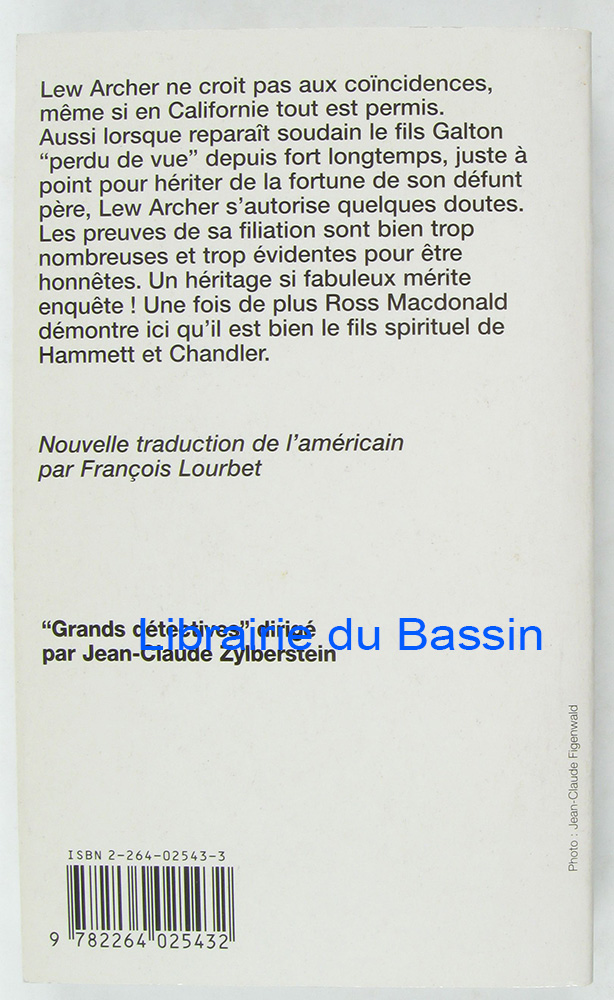 Lew Archer ne croit pas aux coïncidences,
même si en Californie tout est permis.
Aussi lorsque reparaît soudain le fils Galton
“perdu de vue” depuis fort longtemps, juste à
point pour hériter de la fortune de son défunt
père, Lew Archer s’autorise quelques doutes.
Les preuves de sa filiation sont bien trop
nombreuses et trop évidentes pour être
honnêtes. Un héritage si fabuleux mérite
enquête ! Une fois de plus Ross Macdonald
démontre ici qu’il est bien le fils spirituel de
Hammett et Chandler.
Nouvelle traduction de l’américain
par François Lourbet
“Grands détectives” dirigé
par Jean-Claude Zylberstein
Librairie du Bassin
Photo : Jean-Claude Figenwald
ISBN 2-264-02543-3
9 782264 025432